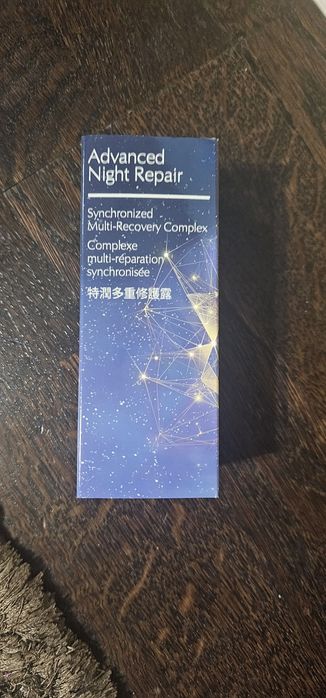 Advanced
Night Repair
Synchronized
Multi-Recovery Complex
Complexe
multi-réparation
synchronisée
特潤多重修護露